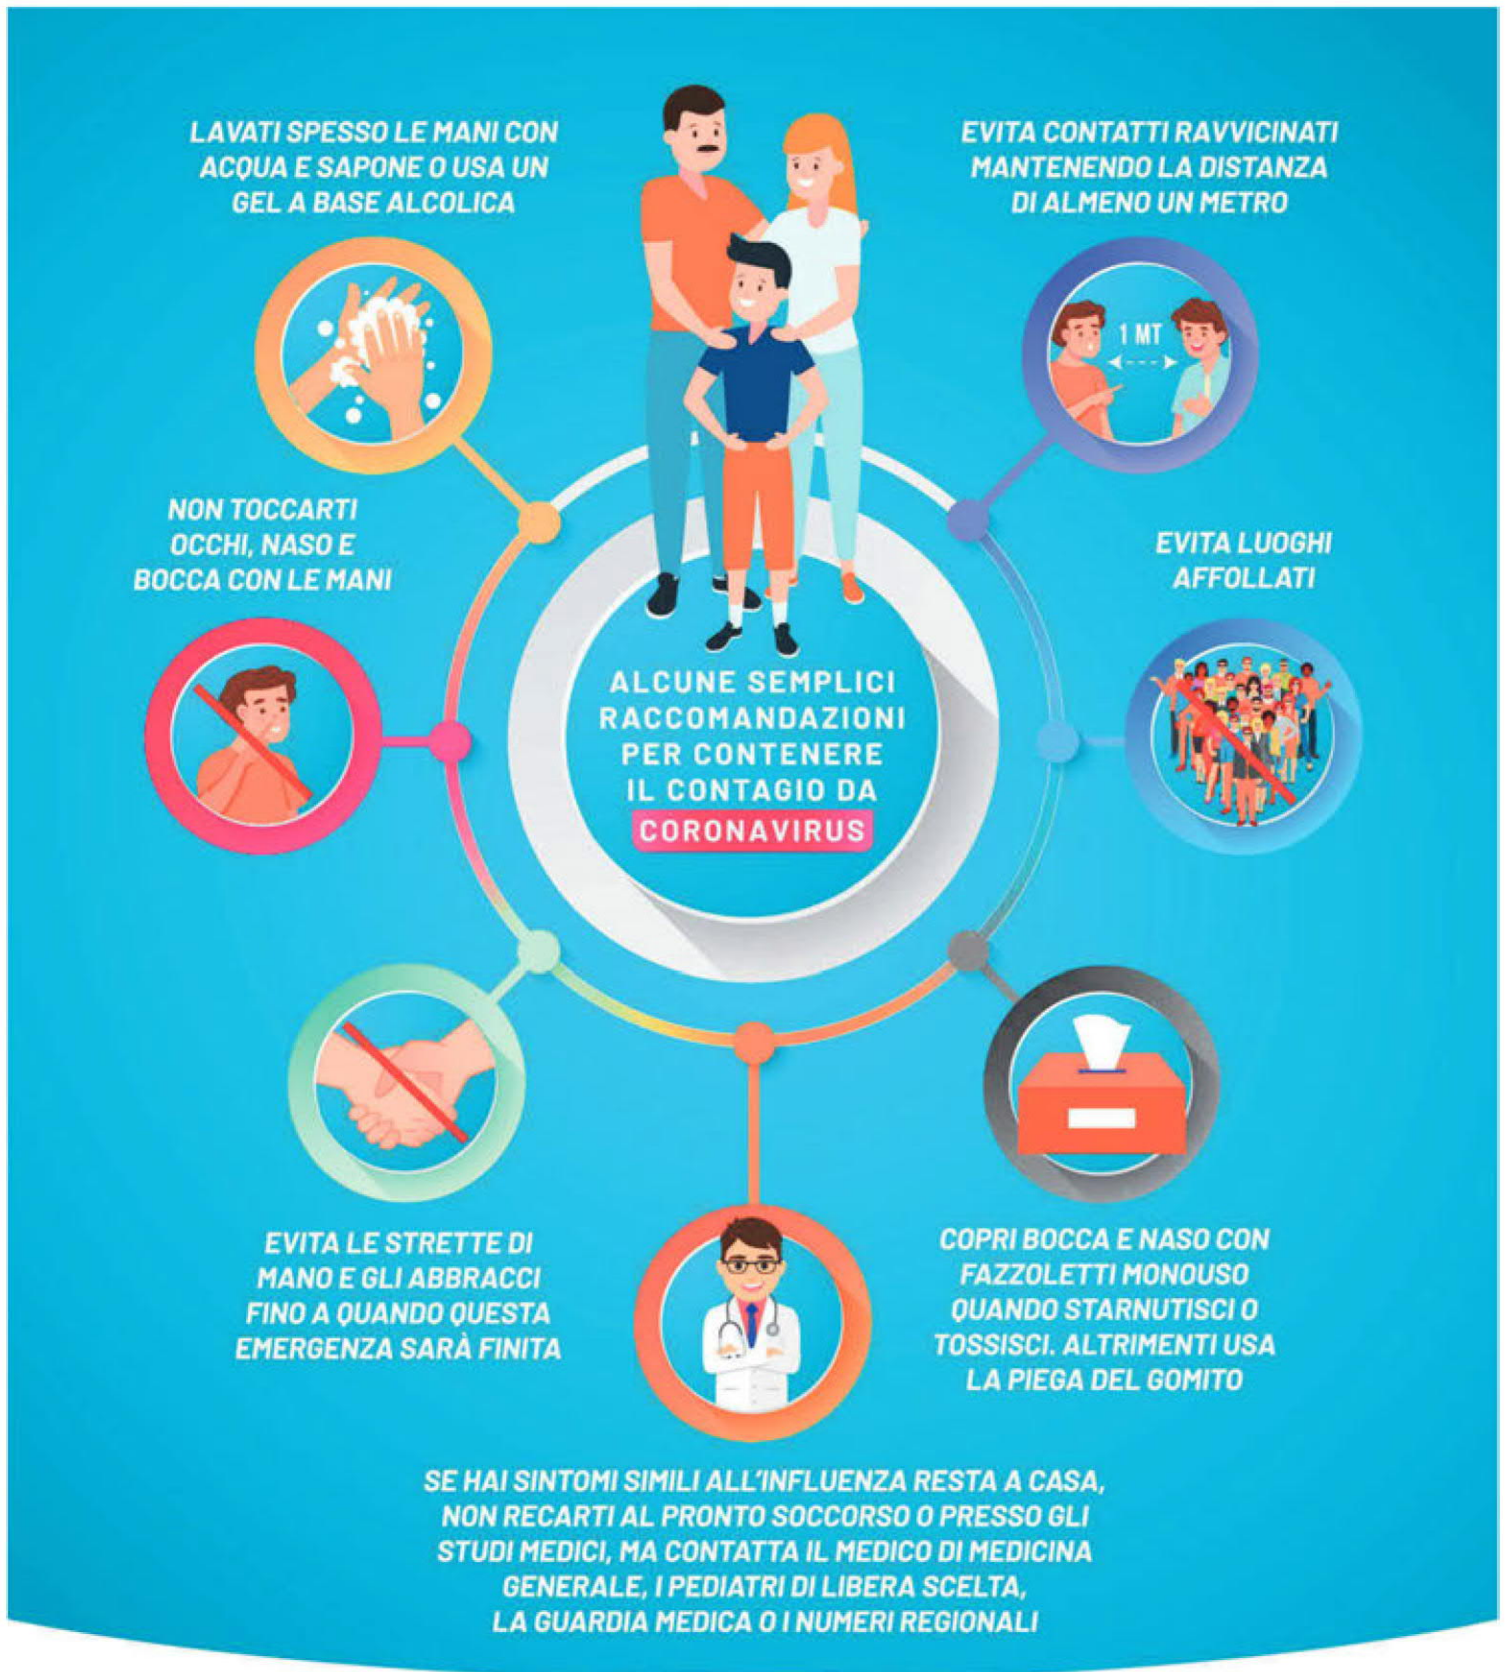 LAVATI SPESSO LE MANI CON
ACQUA E SAPONE O USA UN
GEL A BASE ALCOLICA
EVITA CONTATTI RAVVICINATI
MANTENENDO LA DISTANZA
DI ALMENO UN METRO
1 MT
NON TOCCARTI
OCCHI, NASO E
BOCCA CON LE MANI
EVITA LUOGHI
AFFOLLATI
ALCUNE SEMPLICI
RACCOMANDAZIONI
PER CONTENERE
IL CONTAGIO DA
CORONAVIRUS
EVITA LE STRETTE DI
MANO E GLI ABBRACCI
FINO A QUANDO QUESTA
EMERGENZA SARÀ FINITA
COPRI BOCCA E NASO CON
FAZZOLETTI MONOUSO
QUANDO STARNUTISCI O
TOSSISCI. ALTRIMENTI USA
LA PIEGA DEL GOMITO
SE HAI SINTOMI SIMILI ALL'INFLUENZA RESTA A CASA,
NON RECARTI AL PRONTO SOCCORSO O PRESSO GLI
STUDI MEDICI, MA CONTATTA IL MEDICO DI MEDICINA
GENERALE, I PEDIATRI DI LIBERA SCELTA,
LA GUARDIA MEDICA O I NUMERI REGIONALI